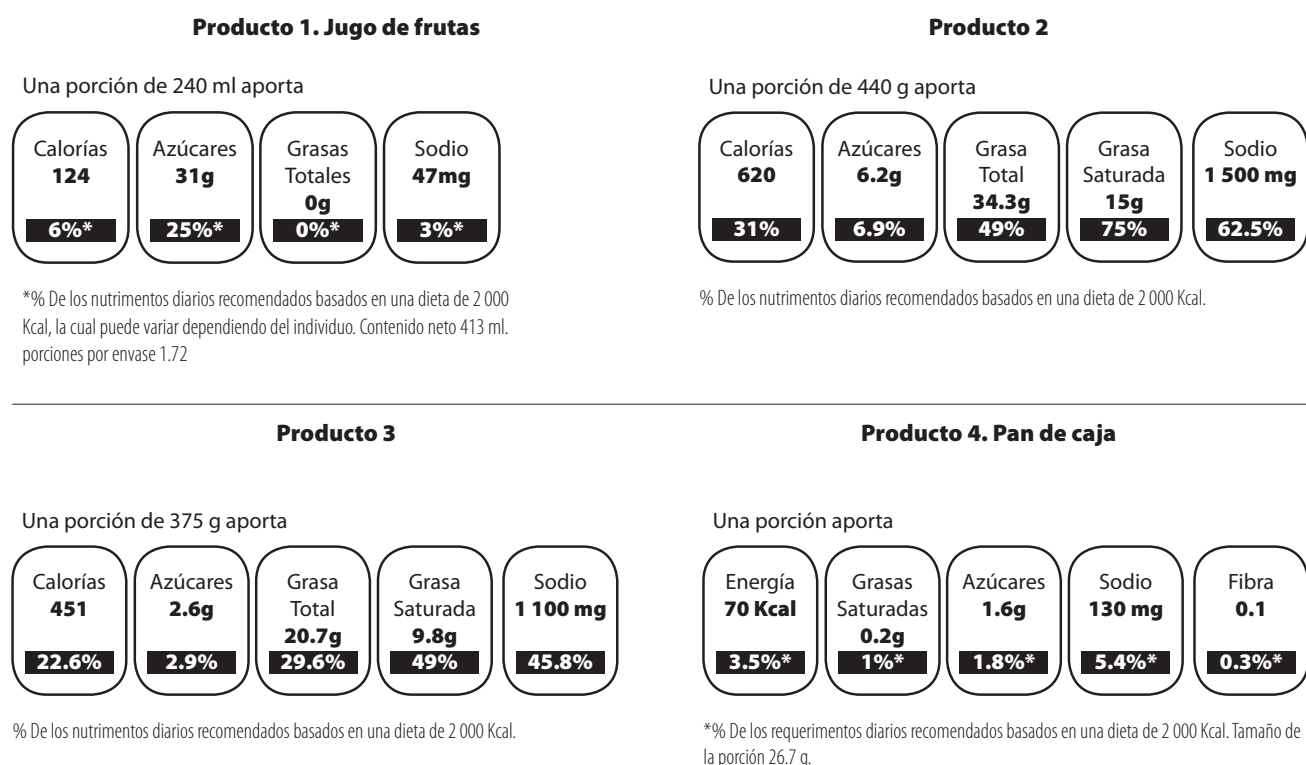 Producto 1. Jugo de frutas
Una porción de 240 ml aporta
Calorías
124
6%*
Azúcares
31g
25%*
Grasas
Totales
0g
0%*
Sodio
47mg
3%*
*% De los nutrimentos diarios recomendados basados en una dieta de 2 000
Kcal, la cual puede variar dependiendo del individuo. Contenido neto 413 ml.
porciones por envase 1.72
Producto 2
Una porción de 440 g aporta
Calorías
620
31%
Azúcares
6.2g
6.9%
Grasa
Total
34.3g
49%
Grasa
Saturada
15g
75%
Sodio
1 500 mg
62.5%
% De los nutrimentos diarios recomendados basados en una dieta de 2 000 Kcal.
Producto 3
Una porción de 375 g aporta
Calorías
451
22.6%
Azúcares
2.6g
2.9%
Grasa
Total
20.7g
29.6%
Grasa
Saturada
9.8g
49%
Sodio
1 100 mg
45.8%
% De los nutrimentos diarios recomendados basados en una dieta de 2 000 Kcal.
Producto 4. Pan de caja
Una porción aporta
Energía
70 Kcal
3.5%*
Grasas
Saturadas
0.2g
1%*
Azúcares
1.6g
1.8%*
Sodio
130 mg
5.4%*
Fibra
0.1
0.3%*
*% De los requerimentos diarios recomendados basados en una dieta de 2 000 Kcal. Tamaño de
la porción 26.7 g.